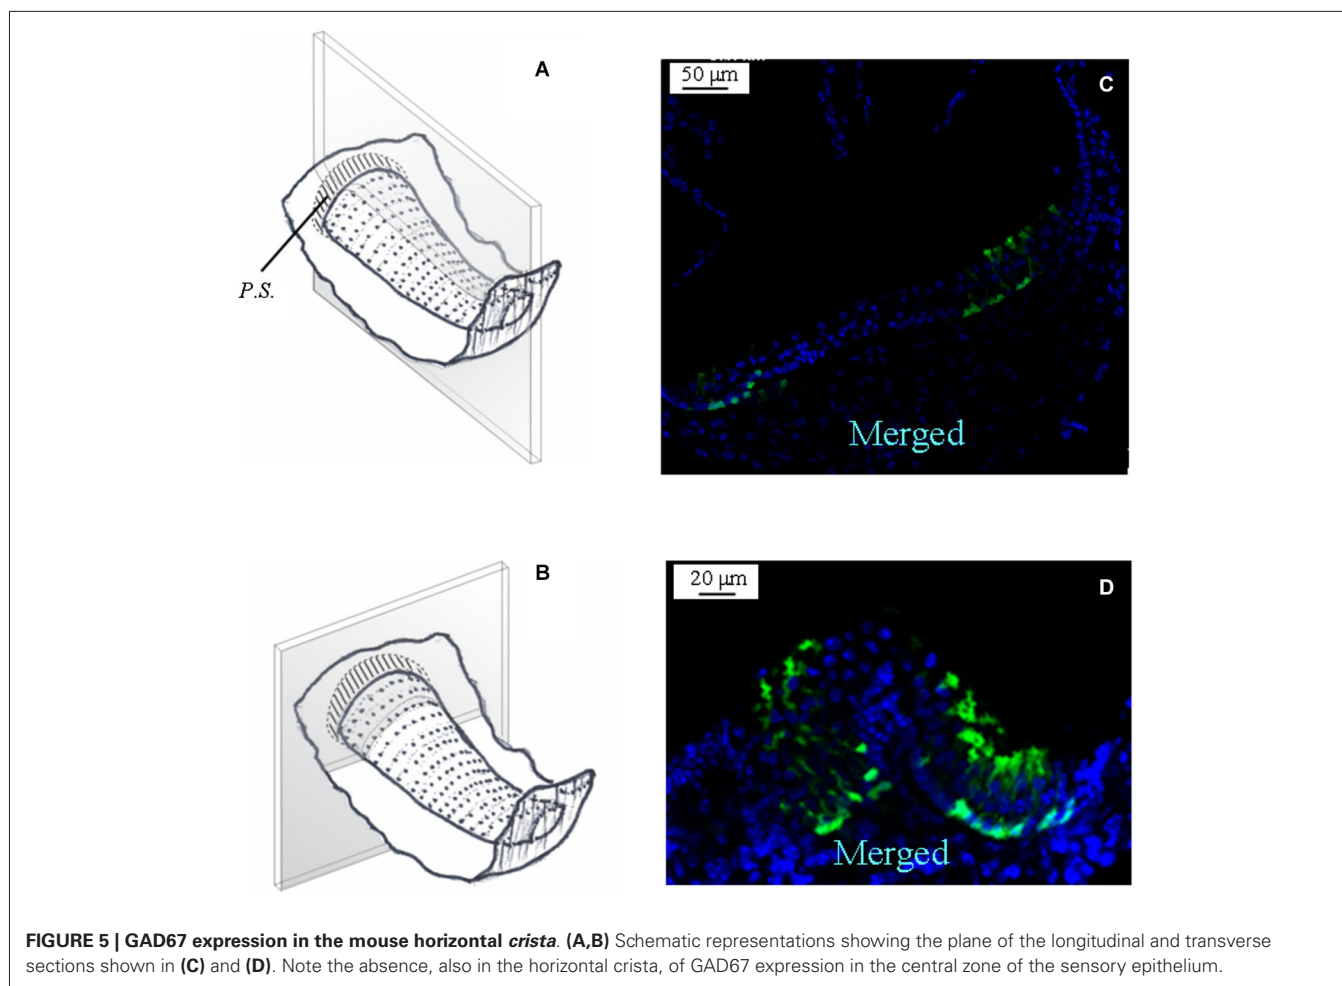 A
50 µm
C
P.S.
Merged
B
20 µm
D
Merged
FIGURE 5 | GAD67 expression in the mouse horizontal crista. (A,B) Schematic representations showing the plane of the longitudinal and transverse
sections shown in (C) and (D). Note the absence, also in the horizontal crista, of GAD67 expression in the central zone of the sensory epithelium.